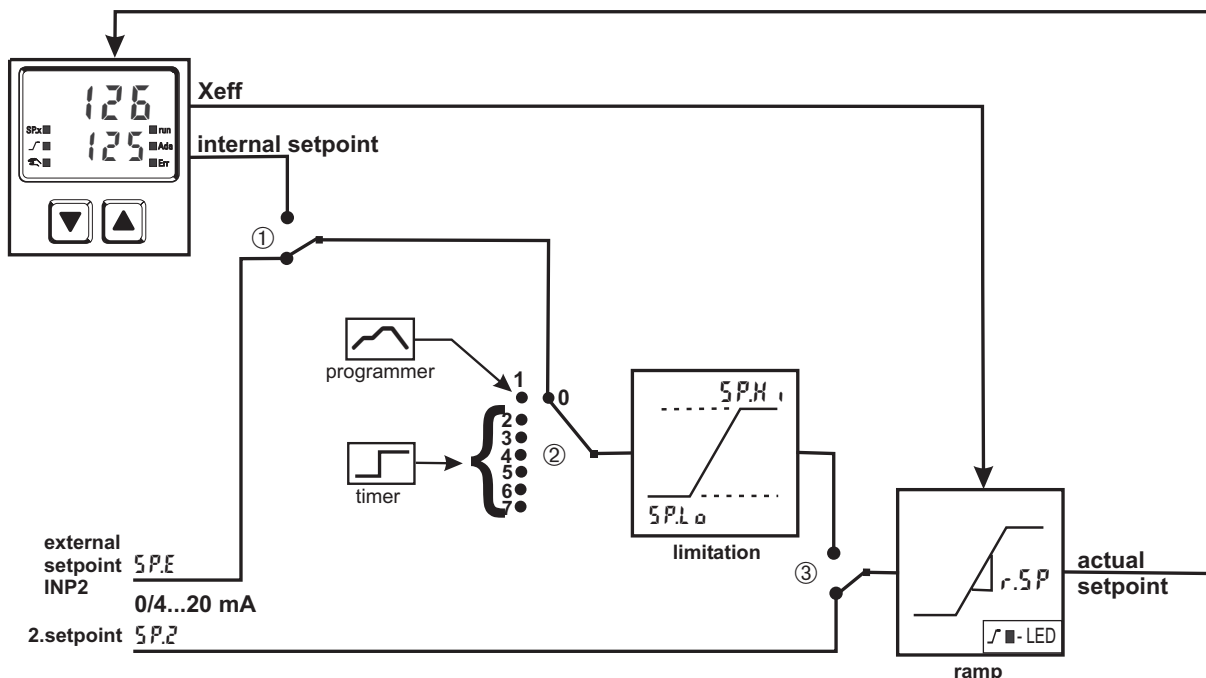 Xeff
126
SP.x
run
125
Ada
Err
internal setpoint
①
programmer
1
0
2
3
4
5
6
7
②
timer
SP.Hi
SP.Lo
limitation
external
setpoint SP.E
INP2
0/4...20 mA
2.setpoint SP.2
③
r.SP
LED
ramp
actual
setpoint